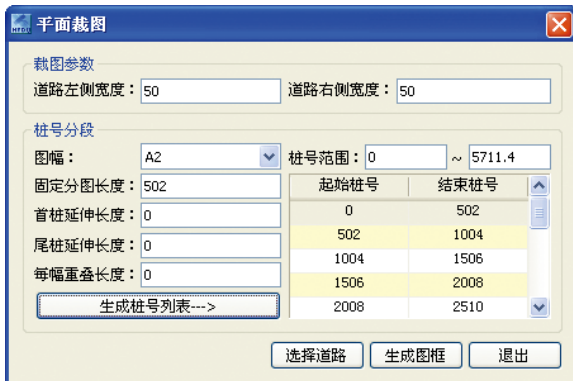 平面裁图
裁图参数
道路左侧宽度：50 道路右侧宽度：50
桩号分段
图幅： A2 桩号范围：0 ~ 5711.4
固定分图长度：502
首桩延伸长度：0
尾桩延伸长度：0
每幅重叠长度：0
生成桩号列表--->
起始桩号 结束桩号
0 502
502 1004
1004 1506
1506 2008
2008 2510
选择道路 生成图框 退出